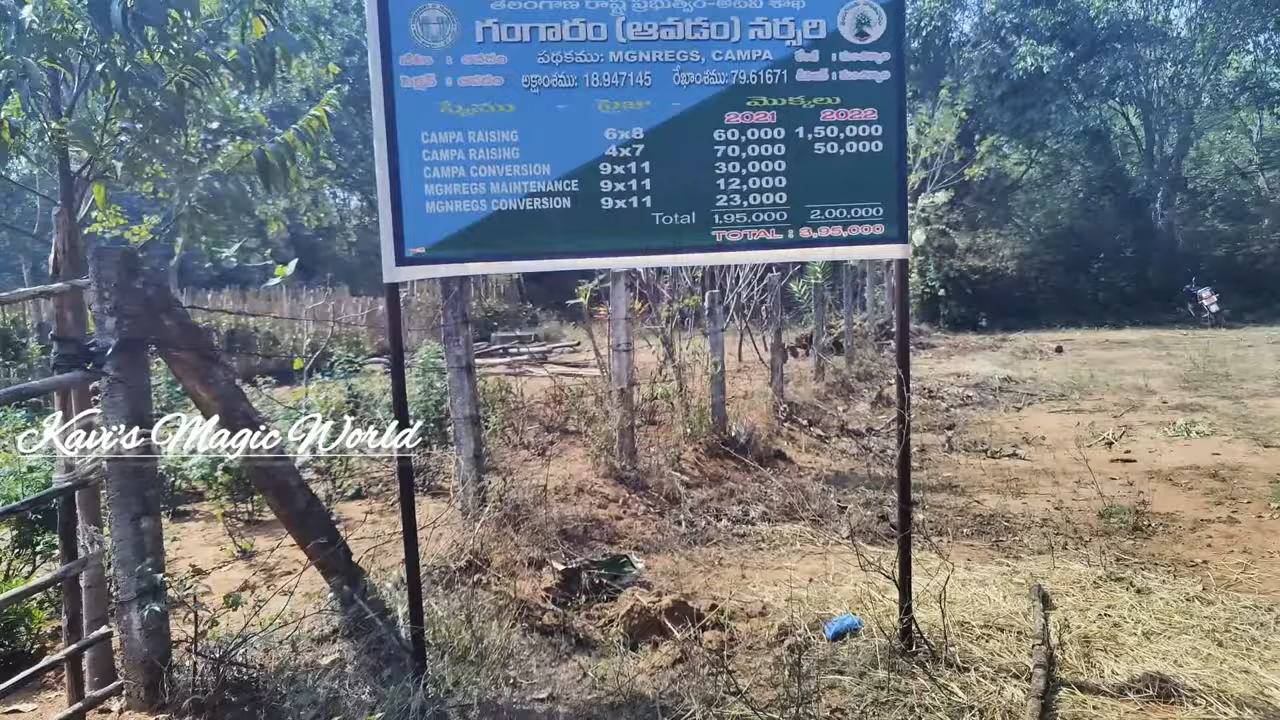 తెలంగాణ రాష్ట్ర ప్రభుత్వం-అటవీ శాఖ
గంగారం (ఆవడం) నర్సరి
పథకము: MGNREGS, CAMPA
అక్షాంశము: 18.947145 రేఖాంశము: 79.61671
స్కీము - సైజు - మొక్కలు
2021 2022
CAMPA RAISING 6x8 60,000 1,50,000
CAMPA RAISING 4x7 70,000 50,000
CAMPA CONVERSION 9x11 30,000
MGNREGS MAINTENANCE 9x11 12,000
MGNREGS CONVERSION 9x11 23,000
Total 1.95.000 2.00.000
TOTAL : 3,95,000
Kavi's Magic World